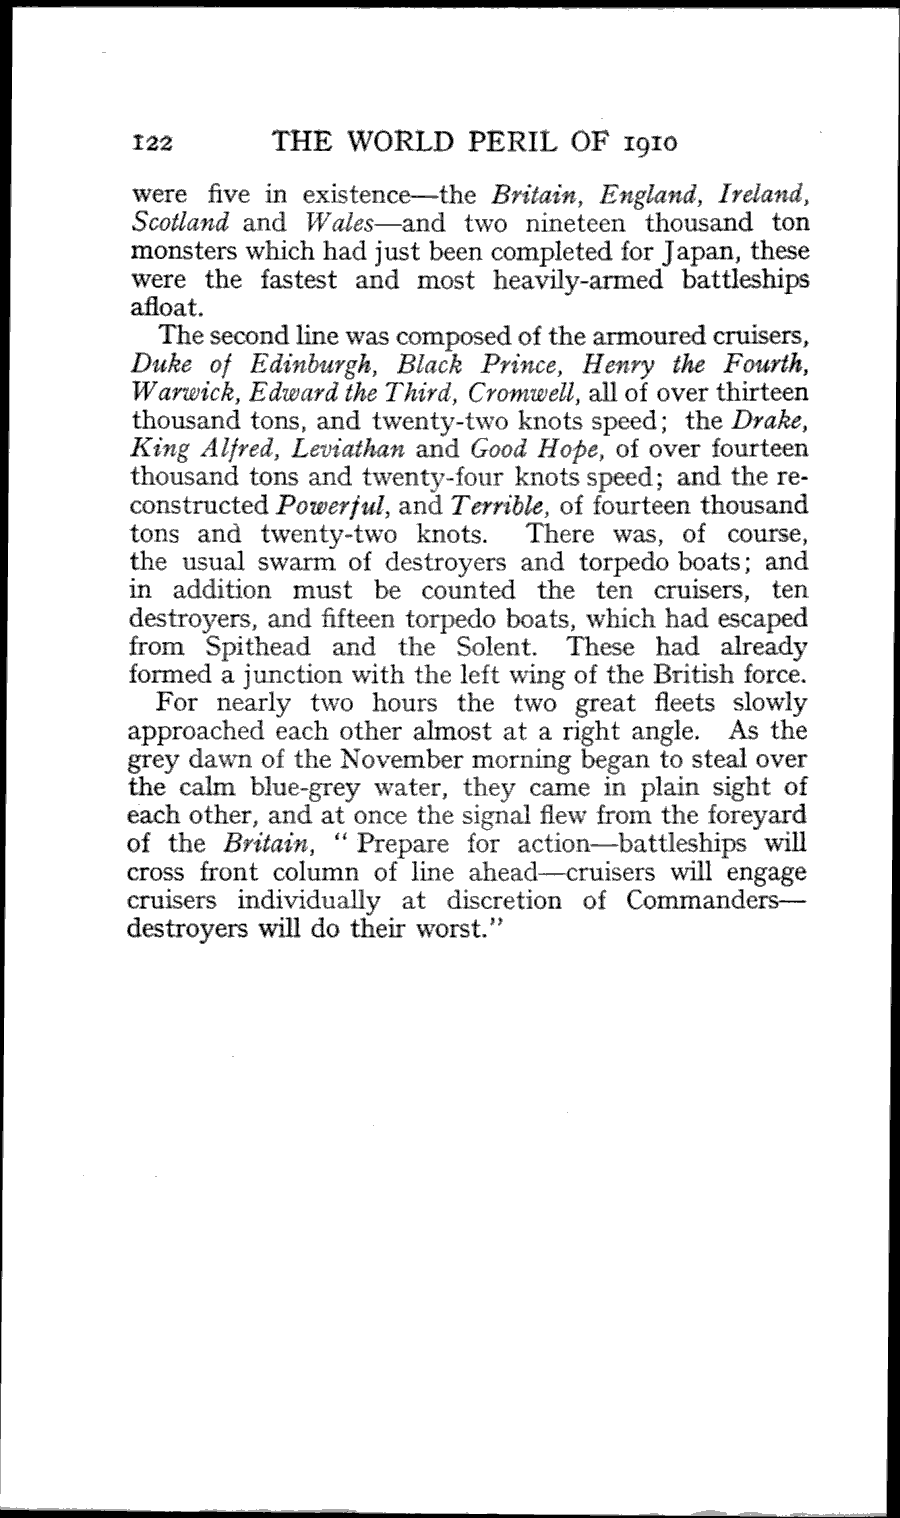 122 THE WORLD PERIL OF 1910
were five in existence—the Britain, England, Ireland,
Scotland and Wales—and two nineteen thousand ton
monsters which had just been completed for Japan, these
were the fastest and most heavily-armed battleships
afloat.
The second line was composed of the armoured cruisers,
Duke of Edinburgh, Black Prince, Henry the Fourth,
Warwick, Edward the Third, Cromwell, all of over thirteen
thousand tons, and twenty-two knots speed; the Drake,
King Alfred, Leviathan and Good Hope, of over fourteen
thousand tons and twenty-four knots speed; and the re-
constructed Powerful, and Terrible, of fourteen thousand
tons and twenty-two knots. There was, of course,
the usual swarm of destroyers and torpedo boats; and
in addition must be counted the ten cruisers, ten
destroyers, and fifteen torpedo boats, which had escaped
from Spithead and the Solent. These had already
formed a junction with the left wing of the British force.
For nearly two hours the two great fleets slowly
approached each other almost at a right angle. As the
grey dawn of the November morning began to steal over
the calm blue-grey water, they came in plain sight of
each other, and at once the signal flew from the foreyard
of the Britain, “ Prepare for action—battleships will
cross front column of line ahead—cruisers will engage
cruisers individually at discretion of Commanders—
destroyers will do their worst.”